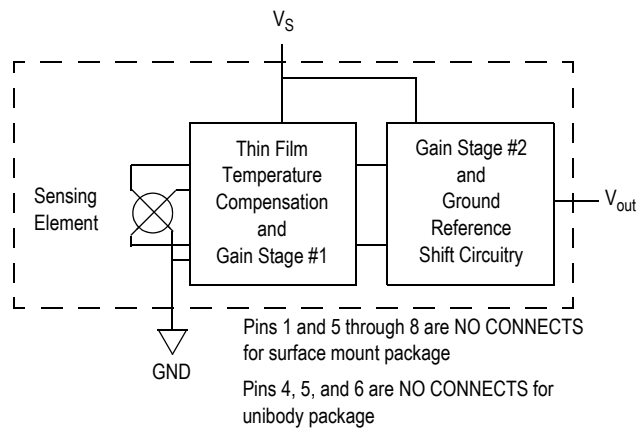 V_S
Thin Film
Temperature
Compensation
and
Gain Stage #1
Gain Stage #2
and
Ground
Reference
Shift Circuitry
Sensing
Element
V_out
GND
Pins 1 and 5 through 8 are NO CONNECTS
for surface mount package
Pins 4, 5, and 6 are NO CONNECTS for
unibody package